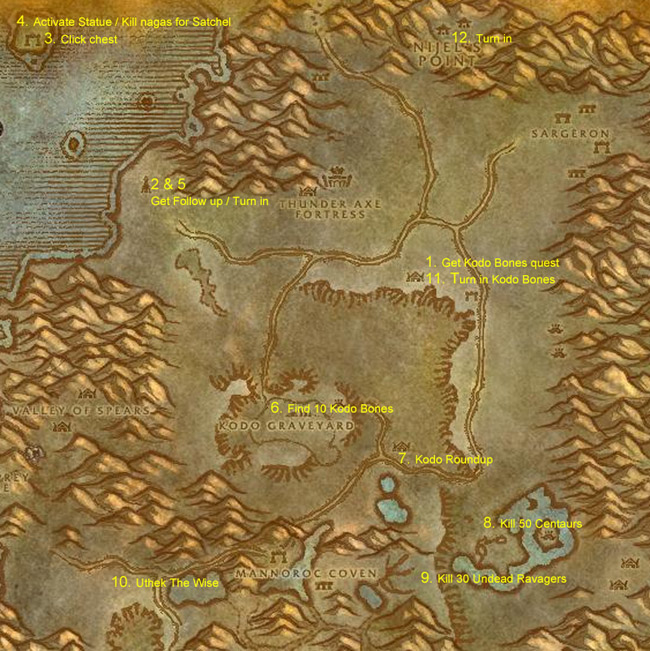 4. Activate Statue / Kill nagas for Satchel
3. Click chest
12. Turn in
NIJEL'S
POINT
SARGERON
2 & 5
Get Follow up / Turn in
THUNDER AXE
FORTRESS
1. Get Kodo Bones quest
11. Turn in Kodo Bones
6. Find 10 Kodo Bones
VALLEY OF SPEARS
KODO GRAVEYARD
7. Kodo Roundup
REY
E
8. Kill 50 Centaurs
MANNOROC COVEN
9. Kill 30 Undead Ravagers
10. Uthek The Wise